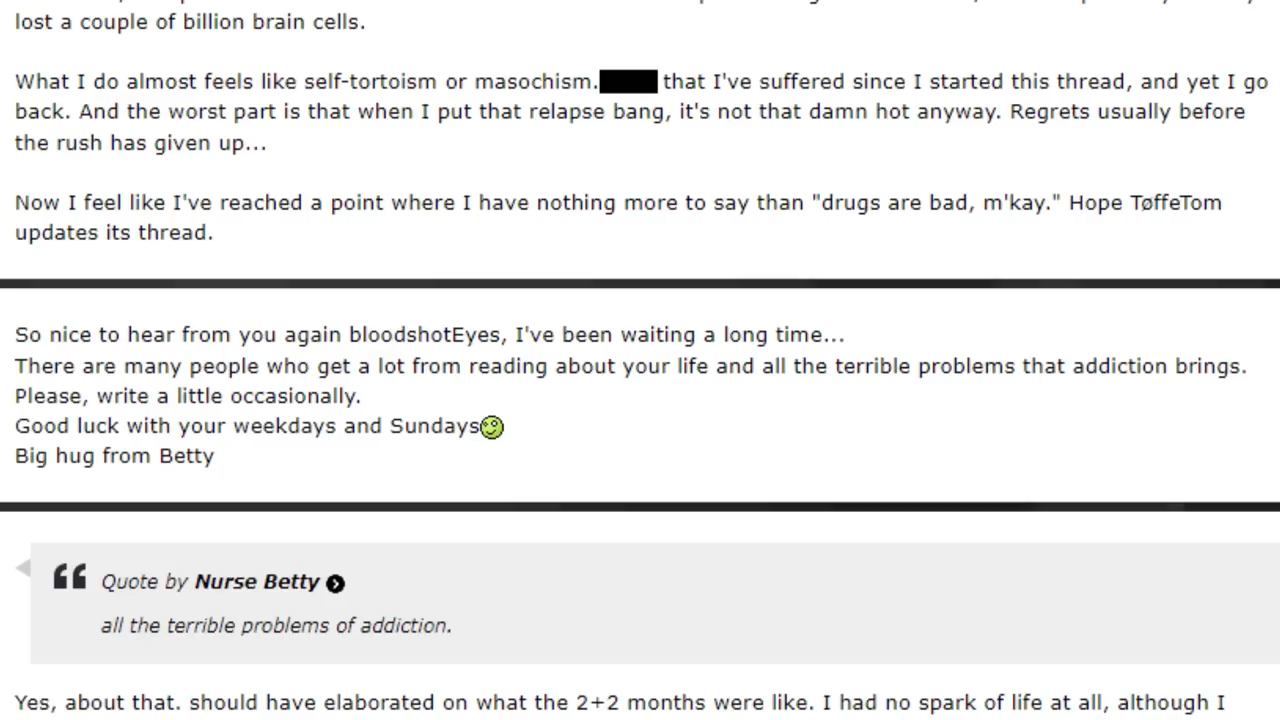 lost a couple of billion brain cells.
What I do almost feels like self-tortoism or masochism. that I've suffered since I started this thread, and yet I go
back. And the worst part is that when I put that relapse bang, it's not that damn hot anyway. Regrets usually before
the rush has given up...
Now I feel like I've reached a point where I have nothing more to say than "drugs are bad, m'kay." Hope TøffeTom
updates its thread.
So nice to hear from you again bloodshotEyes, I've been waiting a long time...
There are many people who get a lot from reading about your life and all the terrible problems that addiction brings.
Please, write a little occasionally.
Good luck with your weekdays and Sundays
Big hug from Betty
Quote by Nurse Betty
all the terrible problems of addiction.
Yes, about that. should have elaborated on what the 2+2 months were like. I had no spark of life at all, although I